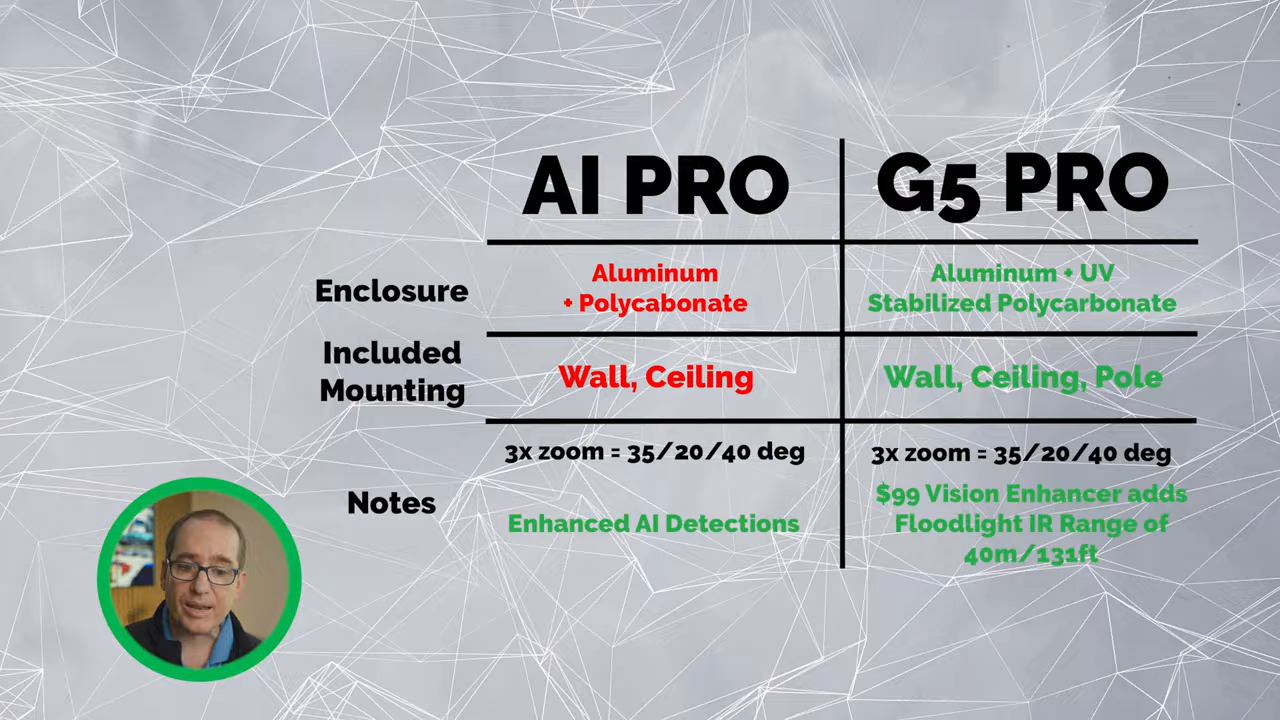 AI PRO
G5 PRO
Enclosure
Aluminum
+ Polycabonate
Aluminum + UV
Stabilized Polycarbonate
Included
Mounting
Wall, Ceiling
Wall, Ceiling, Pole
Notes
3x zoom = 35/20/40 deg
Enhanced AI Detections
3x zoom = 35/20/40 deg
$99 Vision Enhancer adds
Floodlight IR Range of
40m/131ft